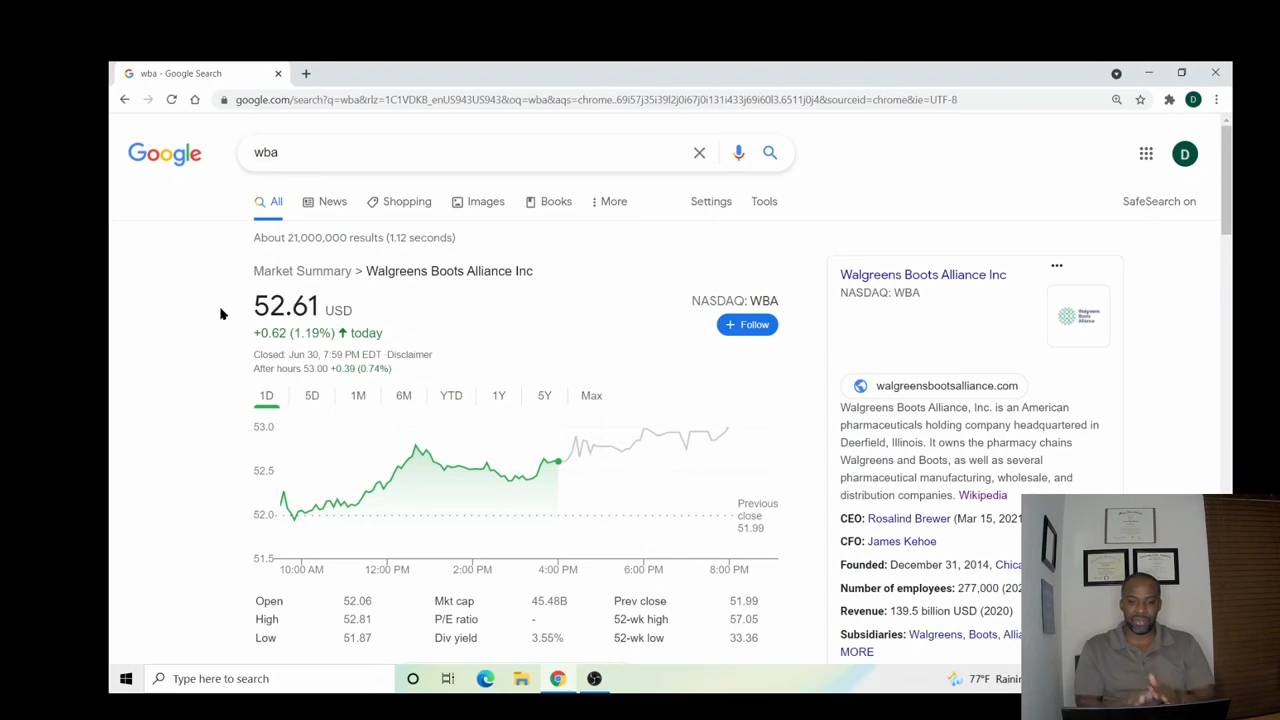 wba - Google Search
google.com/search?q=wba&rlz=1C1VDKB_enUS943US943&oq=wba&aqs=chrome..69i57j35i39l2j0i67j0i131i433j69i60l3.6511j0j4&sourceid=chrome&ie=UTF-8
D
Google
wba
D
All News Shopping Images Books More Settings Tools SafeSearch on
About 21,000,000 results (1.12 seconds)
Market Summary > Walgreens Boots Alliance Inc
52.61 USD
NASDAQ: WBA
+0.62 (1.19%) today
+ Follow
Closed: Jun 30, 7:59 PM EDT · Disclaimer
After hours 53.00 +0.39 (0.74%)
1D 5D 1M 6M YTD 1Y 5Y Max
53.0
52.5
52.0
51.5
Previous
close
51.99
10:00 AM 12:00 PM 2:00 PM 4:00 PM 6:00 PM 8:00 PM
Open 52.06 Mkt cap 45.48B Prev close 51.99
High 52.81 P/E ratio - 52-wk high 57.05
Low 51.87 Div yield 3.55% 52-wk low 33.36
Walgreens Boots Alliance Inc
NASDAQ: WBA
Walgreens
Boots
Alliance
walgreensbootsalliance.com
Walgreens Boots Alliance, Inc. is an American
pharmaceuticals holding company headquartered in
Deerfield, Illinois. It owns the pharmacy chains
Walgreens and Boots, as well as several
pharmaceutical manufacturing, wholesale, and
distribution companies. Wikipedia
CEO: Rosalind Brewer (Mar 15, 2021
CFO: James Kehoe
Founded: December 31, 2014, Chica
Number of employees: 277,000 (202
Revenue: 139.5 billion USD (2020)
Subsidiaries: Walgreens, Boots, Allia
MORE
Type here to search
77°F Rainin